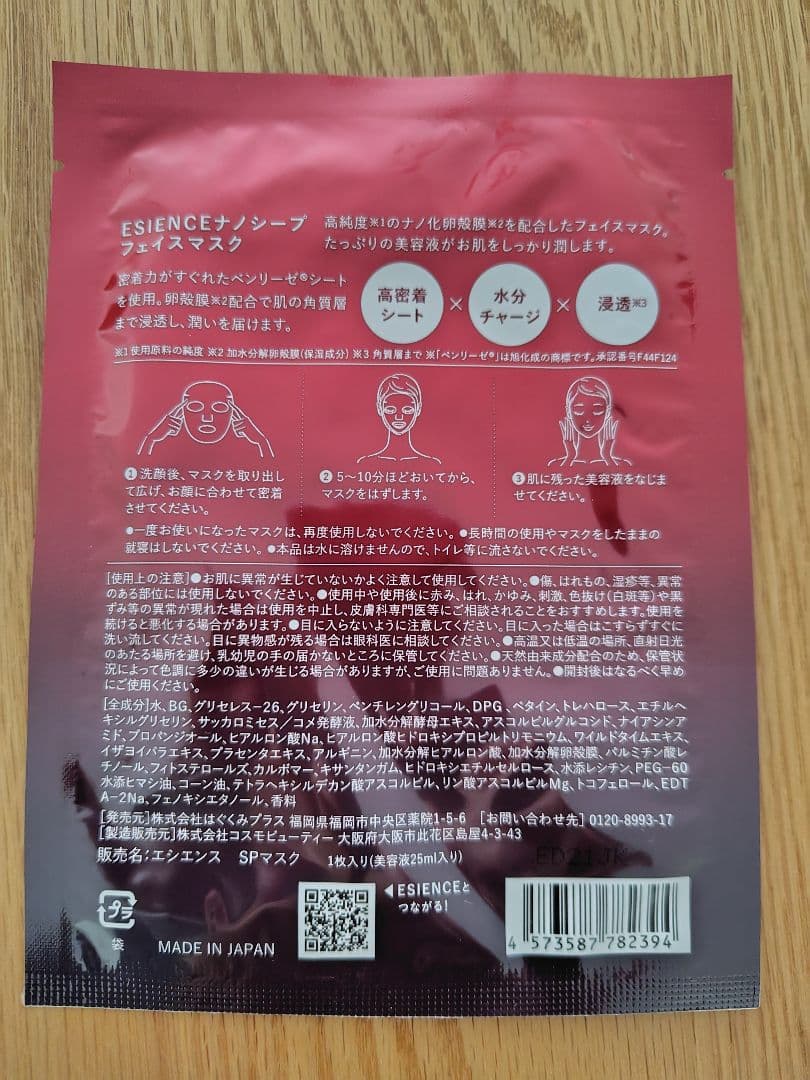 ESIENCEナノシープ
フェイスマスク
高純度※1のナノ化卵殻膜※2を配合したフェイスマスク。
たっぷりの美容液がお肌をしっかり潤します。
密着力がすぐれたベンリーゼ®シート
を使用。卵殻膜※2配合で肌の角質層
まで浸透し、潤いを届けます。
高密着
シート
×
水分
チャージ
×
浸透※3
※1 使用原料の純度 ※2 加水分解卵殻膜(保湿成分) ※3 角質層まで ※「ベンリーゼ®」は旭化成の商標です。承認番号F44F124
❶洗顔後、マスクを取り出し
て広げ、お顔に合わせて密着
させてください。
❷5〜10分ほどおいてから、
マスクをはずします。
❸肌に残った美容液をなじま
せてください。
●一度お使いになったマスクは、再度使用しないでください。●長時間の使用やマスクをしたままの
就寝はしないでください。●本品は水に溶けませんので、トイレ等に流さないでください。
[使用上の注意]●お肌に異常が生じていないかよく注意して使用してください。●傷、はれもの、湿疹等、異常
のある部位には使用しないでください。●使用中や使用後に赤み、はれ、かゆみ、刺激、色抜け(白斑等)や黒
ずみ等の異常が現れた場合は使用を中止し、皮膚科専門医等にご相談されることをおすすめします。使用を
続けると悪化する場合があります。●目に入らないように注意してください。目に入った場合はこすらずすぐに
洗い流してください。目に異物感が残る場合は眼科医に相談してください。●高温又は低温の場所、直射日光
のあたる場所を避け、乳幼児の手の届かないところに保管してください。●天然由来成分配合のため、保管状
況によって色調に多少の違いが生じる場合がありますが、ご使用に問題ありません。●開封後はなるべく早め
にご使用ください。
[全成分]水、BG、グリセレス-26、グリセリン、ペンチレングリコール、DPG、ベタイン、トレハロース、エチルヘ
キシルグリセリン、サッカロミセス/コメ発酵液、加水分解酵母エキス、アスコルビルグルコシド、ナイアシンア
ミド、プロパンジオール、ヒアルロン酸Na、ヒアルロン酸ヒドロキシプロピルトリモニウム、ワイルドタイムエキス、
イザヨイバラエキス、プラセンタエキス、アルギニン、加水分解ヒアルロン酸、加水分解卵殻膜、パルミチン酸レ
チノール、フィトステロールズ、カルボマー、キサンタンガム、ヒドロキシエチルセルロース、水添レシチン、PEG-60
水添ヒマシ油、コーン油、テトラヘキシルデカン酸アスコルビル、リン酸アスコルビルMg、トコフェロール、EDT
A-2Na、フェノキシエタノール、香料
[発売元]株式会社はぐくみプラス 福岡県福岡市中央区薬院1-5-6 [お問い合わせ先] 0120-8993-17
[製造販売元]株式会社コスモビューティー 大阪府大阪市此花区島屋4-3-43
販売名:エシエンス SPマスク 1枚入り(美容液25ml入り)
ED21JK
プラ
袋
MADE IN JAPAN
◀ESIENCEと
つながる!
4 573587 782394